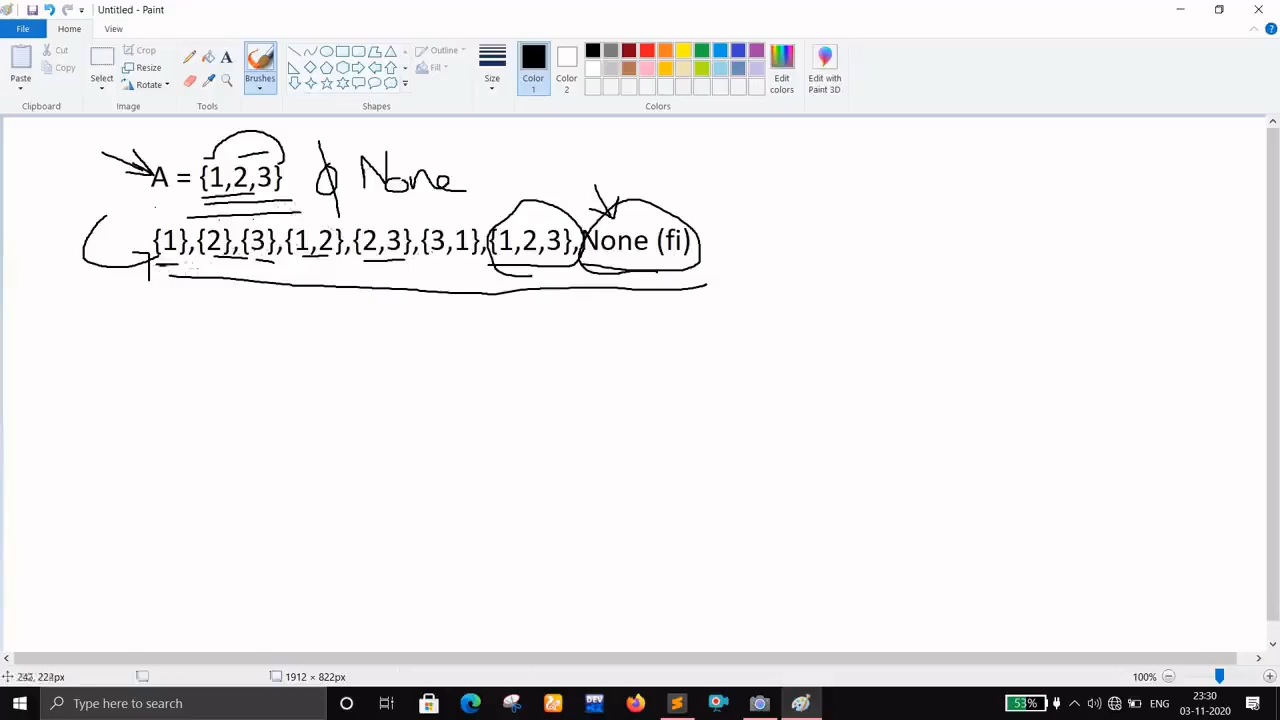 Untitled - Paint
File Home View
Paste
Cut
Copy
Clipboard
Select
Crop
Resize
Rotate
Image
Tools
Brushes
Shapes
Outline
Fill
Size
Color 1
Color 2
Colors
Edit colors
Edit with Paint 3D
A = {1,2,3} ϕ None
{1},{2},{3},{1,2},{2,3},{3,1},{1,2,3},None (fi)
1912 × 822px
100%
Type here to search
DEV
53%
ENG
23:30
03-11-2020